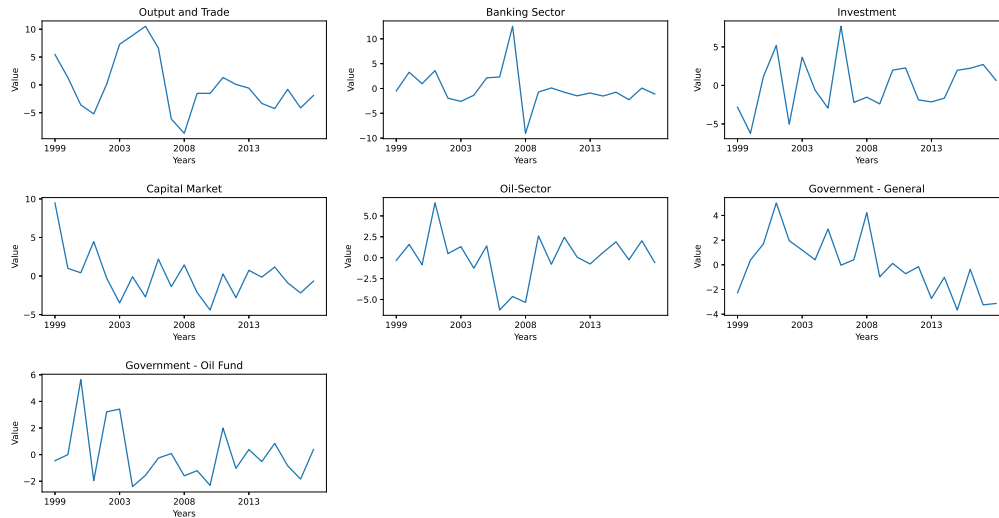 Output and Trade
10
5
0
−5
Value
1999
2003
2008
2013
Years
Banking Sector
10
5
0
−5
−10
Value
1999
2003
2008
2013
Years
Investment
5
0
−5
Value
1999
2003
2008
2013
Years
Capital Market
10
5
0
−5
Value
1999
2003
2008
2013
Years
Oil-Sector
5.0
2.5
0.0
−2.5
−5.0
Value
1999
2003
2008
2013
Years
Government - General
4
2
0
−2
−4
Value
1999
2003
2008
2013
Years
Government - Oil Fund
6
4
2
0
−2
Value
1999
2003
2008
2013
Years